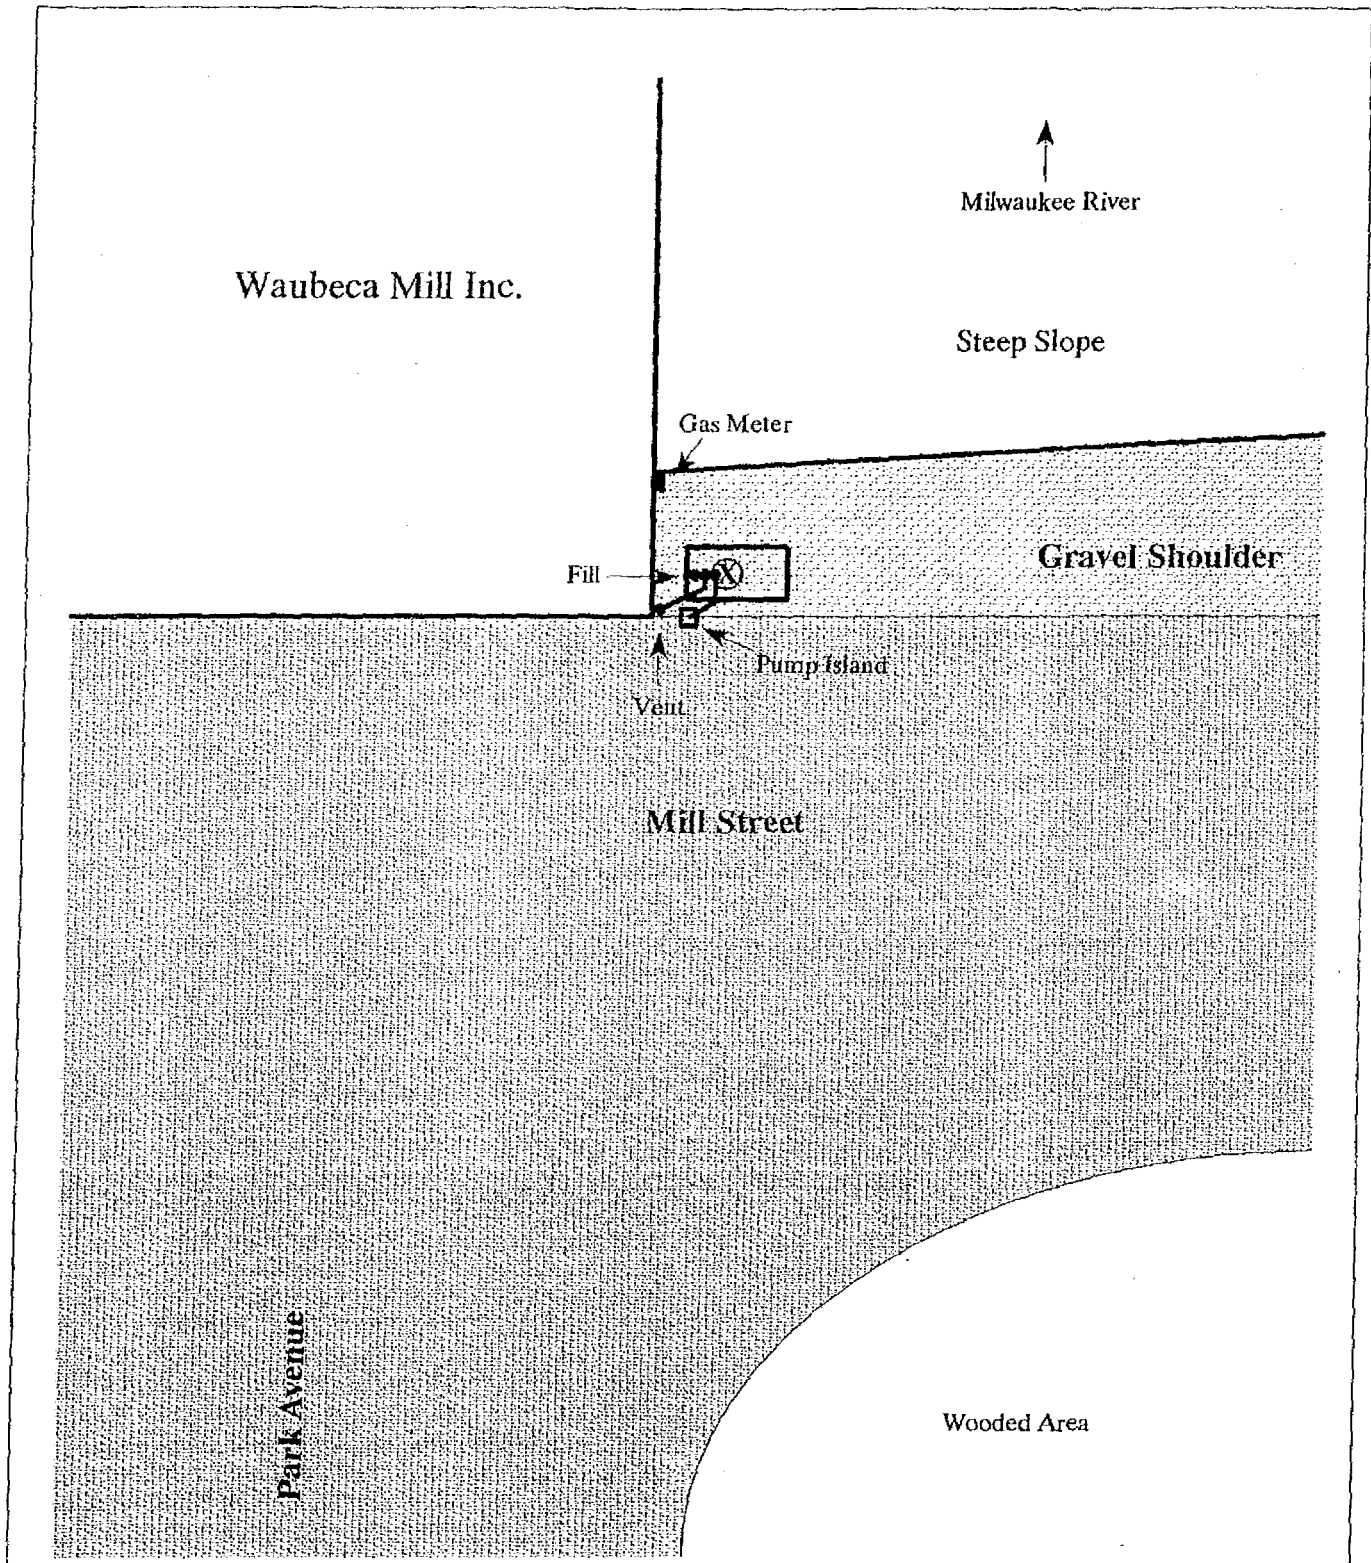 Milwaukee River
Waubeca Mill Inc.
Steep Slope
Gas Meter
Gravel Shoulder
Fill
X
Pump Island
Vent
Mill Street
Park Avenue
Wooded Area